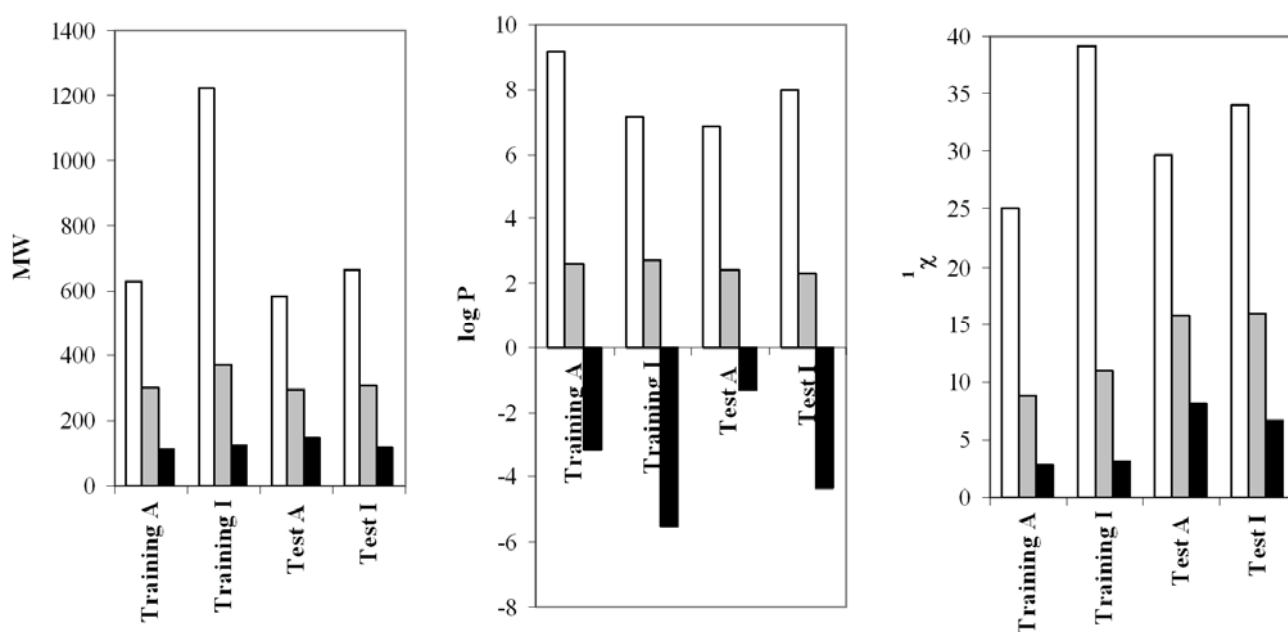 1400
1200
1000
800
600
400
200
0
MW
Training A
Training I
Test A
Test I
10
8
6
4
2
0
-2
-4
-6
-8
log P
Training A
Training I
Test A
Test I
40
35
30
25
20
15
10
5
0
1χ
Training A
Training I
Test A
Test I